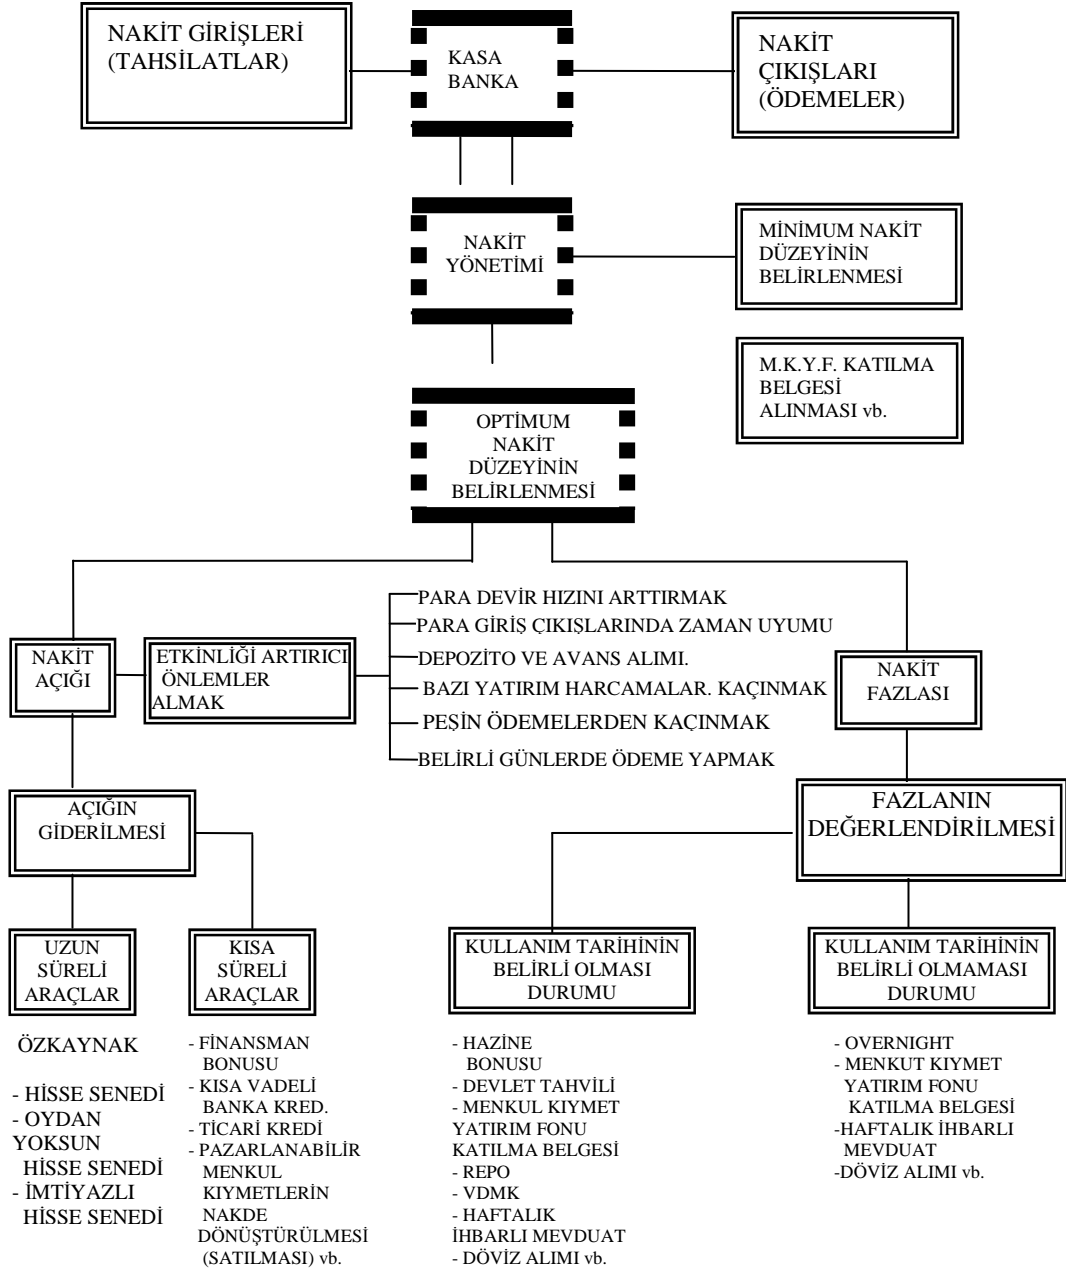 NAKİT GİRİŞLERİ
(TAHSİLATLAR)
KASA
BANKA
NAKİT
ÇIKIŞLARI
(ÖDEMELER)
NAKİT
YÖNETİMİ
MİNİMUM NAKİT
DÜZEYİNİN
BELİRLENMESİ
M.K.Y.F. KATILMA
BELGESİ
ALINMASI vb.
OPTİMUM
NAKİT
DÜZEYİNİN
BELİRLENMESİ
NAKİT
AÇIĞI
ETKİNLİĞİ ARTIRICI
ÖNLEMLER
ALMAK
PARA DEVİR HIZINI ARTTIRMAK
PARA GİRİŞ ÇIKIŞLARINDA ZAMAN UYUMU
DEPOZİTO VE AVANS ALIMI.
BAZI YATIRIM HARCAMALAR. KAÇINMAK
PEŞİN ÖDEMELERDEN KAÇINMAK
BELİRLİ GÜNLERDE ÖDEME YAPMAK
NAKİT
FAZLASI
AÇIĞIN
GİDERİLMESİ
FAZLANIN
DEĞERLENDİRİLMESİ
UZUN
SÜRELİ
ARAÇLAR
KISA
SÜRELİ
ARAÇLAR
KULLANIM TARİHİNİN
BELİRLİ OLMASI
DURUMU
KULLANIM TARİHİNİN
BELİRLİ OLMAMASI
DURUMU
ÖZKAYNAK
- HİSSE SENEDİ
- OYDAN
YOKSUN
HİSSE SENEDİ
- İMTİYAZLI
HİSSE SENEDİ
- FİNANSMAN
BONUSU
- KISA VADELİ
BANKA KRED.
- TİCARİ KREDİ
- PAZARLANABİLİR
MENKUL
KIYMETLERİN
NAKDE
DÖNÜŞTÜRÜLMESİ
(SATILMASI) vb.
- HAZİNE
BONUSU
- DEVLET TAHVİLİ
- MENKUL KIYMET
YATIRIM FONU
KATILMA BELGESİ
- REPO
- VDMK
- HAFTALIK
İHBARLI MEVDUAT
- DÖVİZ ALIMI vb.
- OVERNIGHT
- MENKUT KIYMET
YATIRIM FONU
KATILMA BELGESİ
-HAFTALIK İHBARLI
MEVDUAT
-DÖVİZ ALIMI vb.